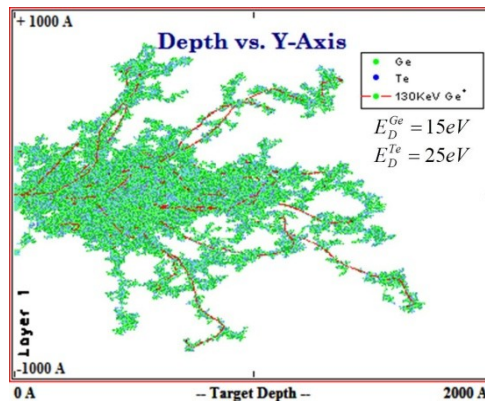 + 1000 A
Depth vs. Y-Axis
Ge
Te
130KeV Ge+
E_D^Ge = 15eV
E_D^Te = 25eV
Layer 1
-1000 A
0 A -- Target Depth -- 2000 A